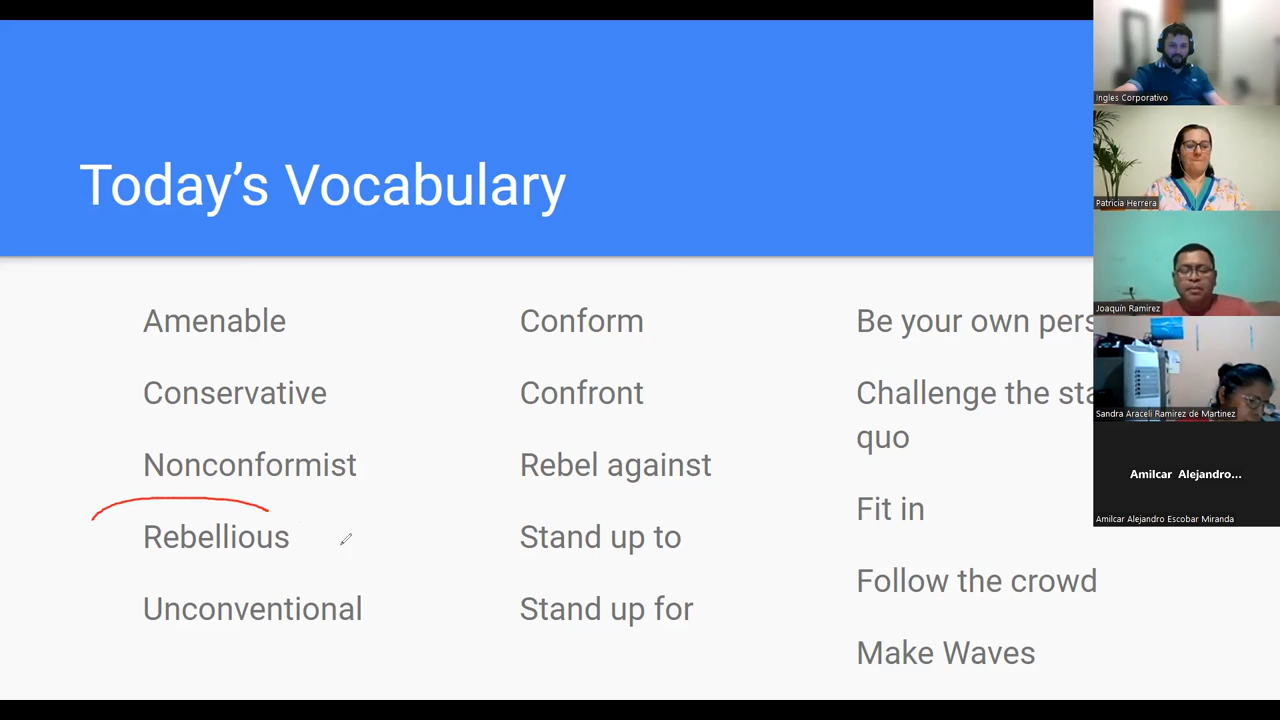 Today's Vocabulary
Amenable
Conservative
Nonconformist
Rebellious
Unconventional
Conform
Confront
Rebel against
Stand up to
Stand up for
Be your own pers
Challenge the sta
quo
Fit in
Follow the crowd
Make Waves
Ingles Corporativo
Patricia Herrera
Joaquín Ramirez
Sandra Araceli Ramirez de Martinez
Amilcar Alejandro...
Amilcar Alejandro Escobar Miranda